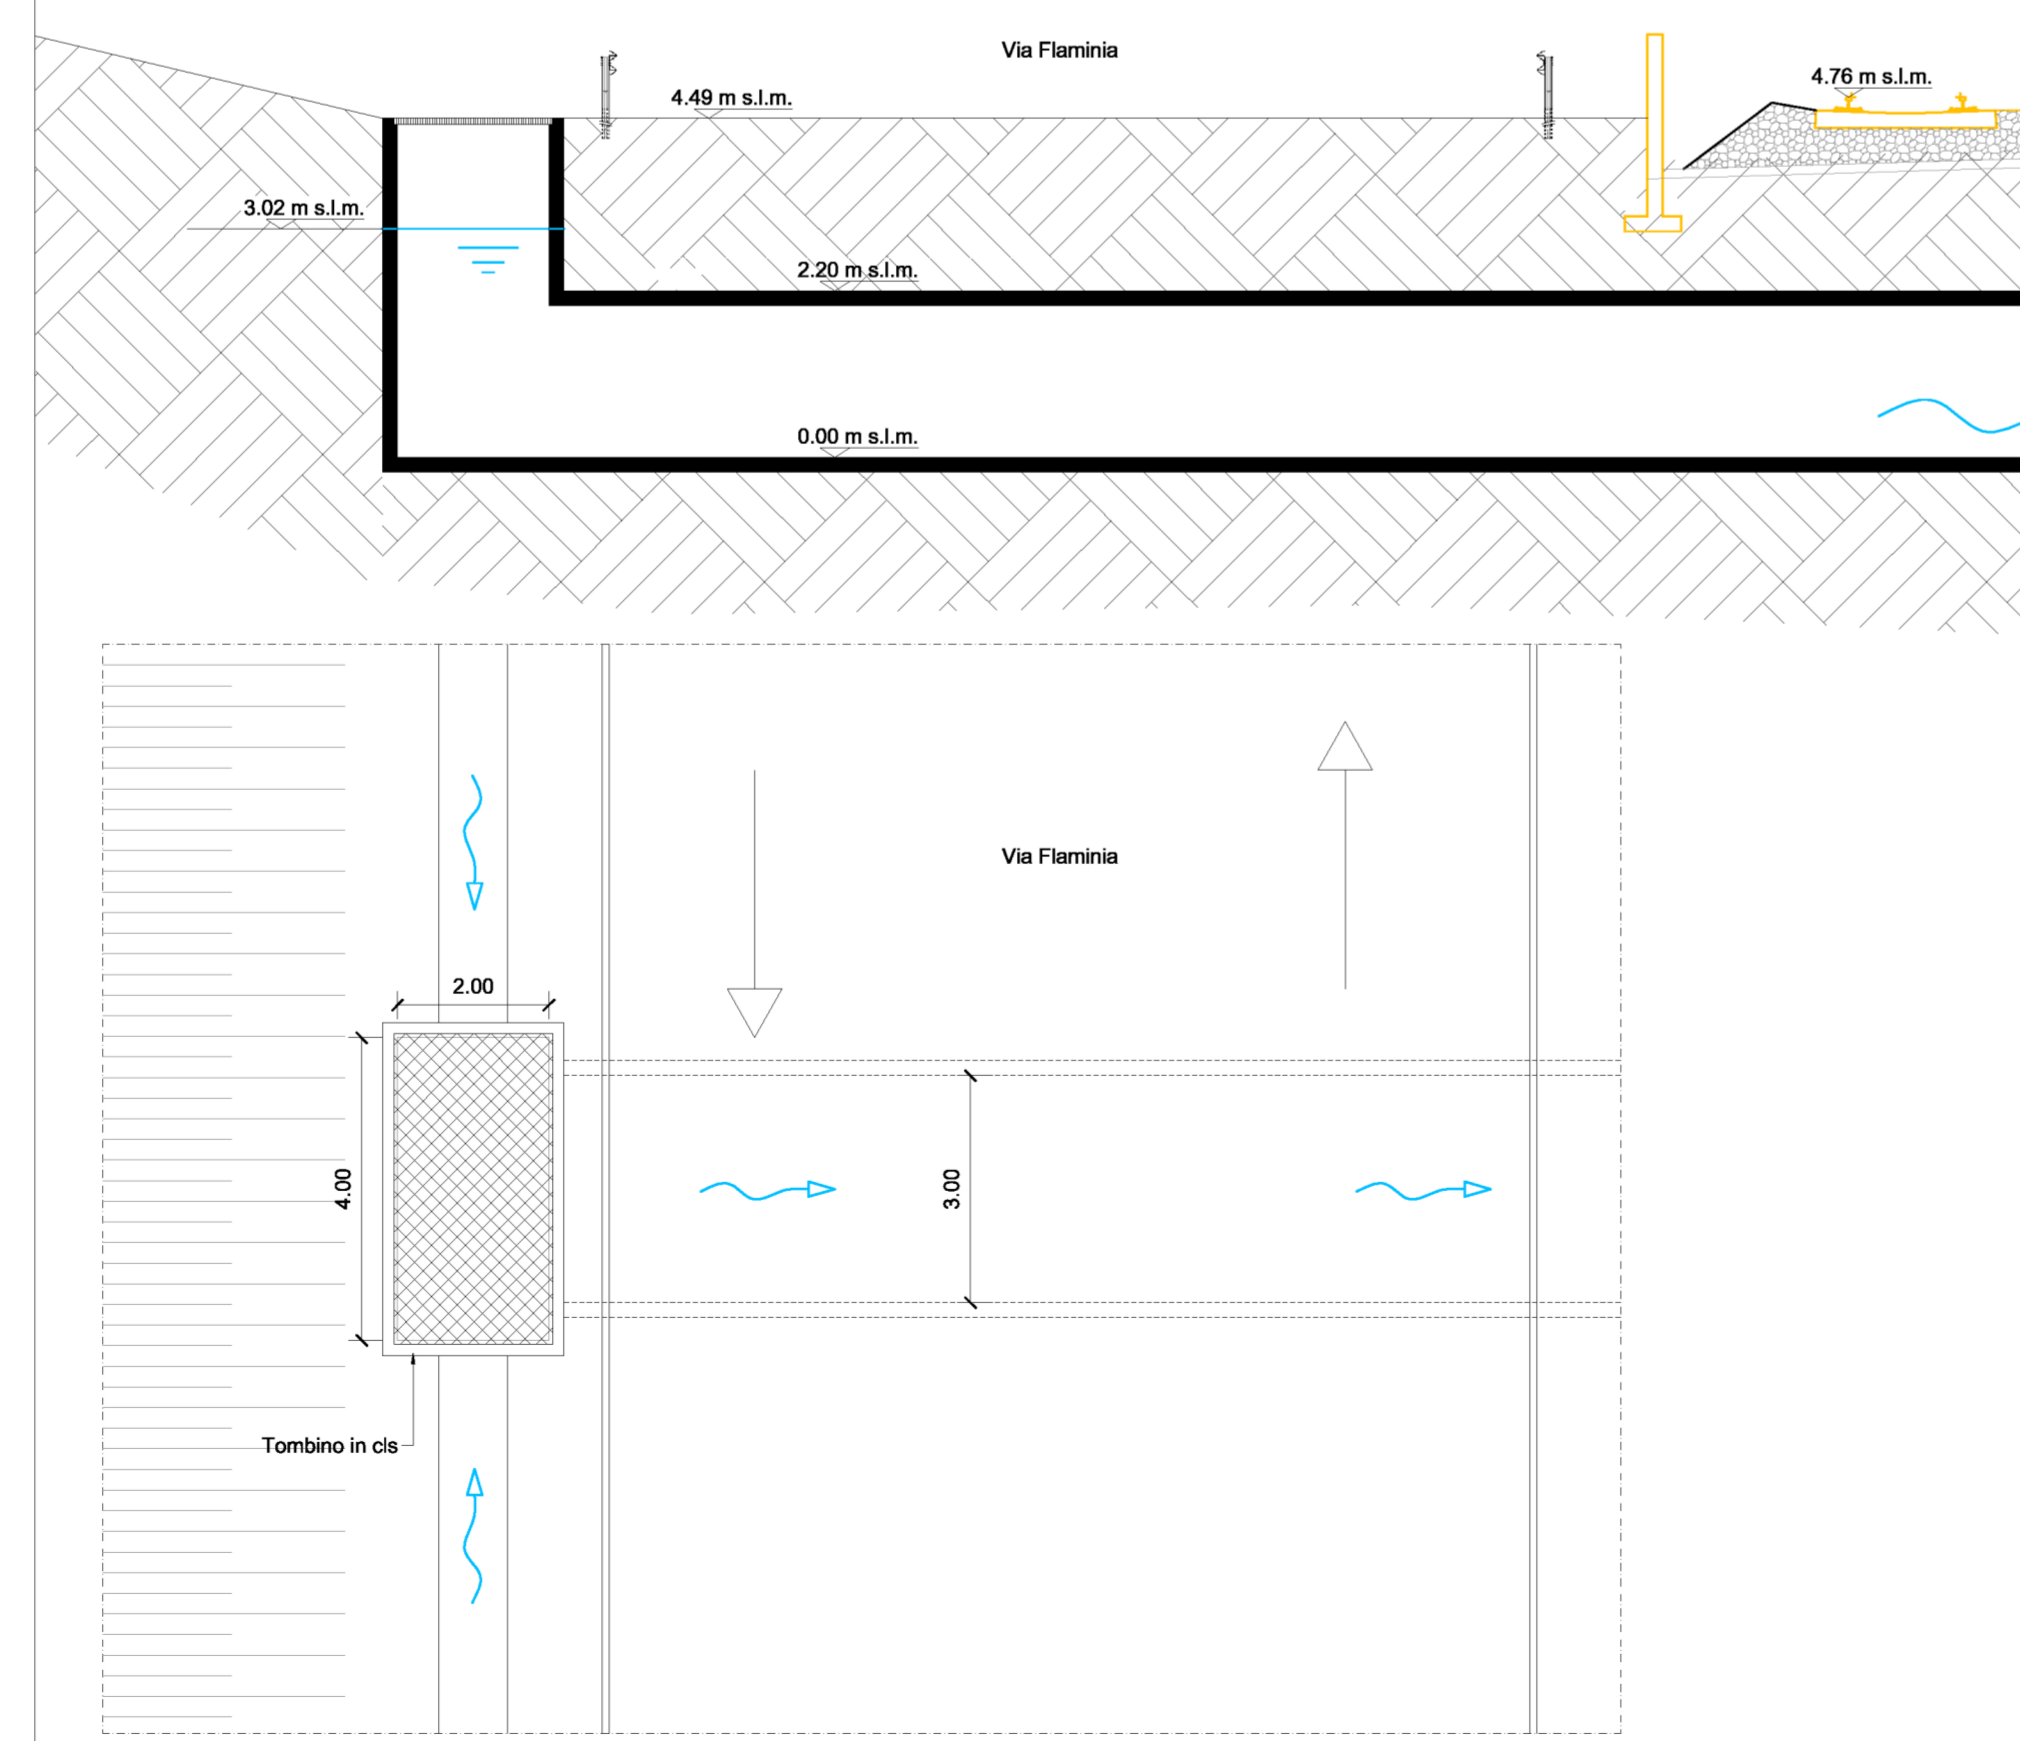 Via Flaminia
4.76 m s.l.m.
4.49 m s.l.m.
3.02 m s.l.m.
2.20 m s.l.m.
0.00 m s.l.m.
Via Flaminia
2.00
4.00
3.00
Tombino in cls